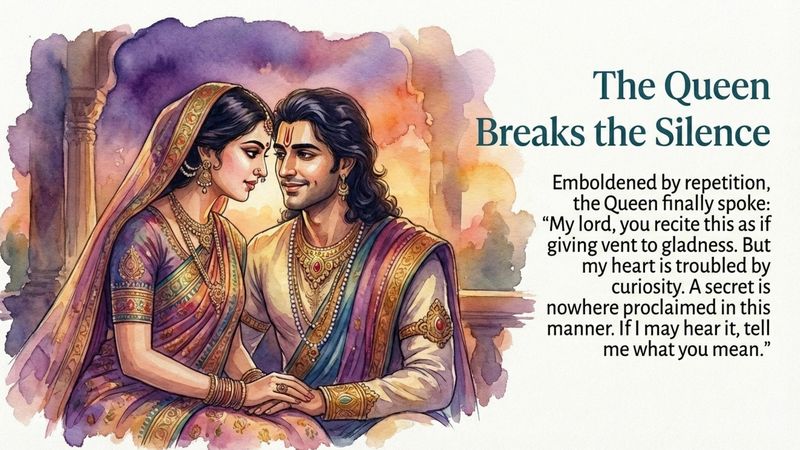 The Queen
Breaks the Silence
Emboldened by repetition,
the Queen finally spoke:
“My lord, you recite this as if
giving vent to gladness. But
my heart is troubled by
curiosity. A secret is
nowhere proclaimed in this
manner. If I may hear it, tell
me what you mean.”